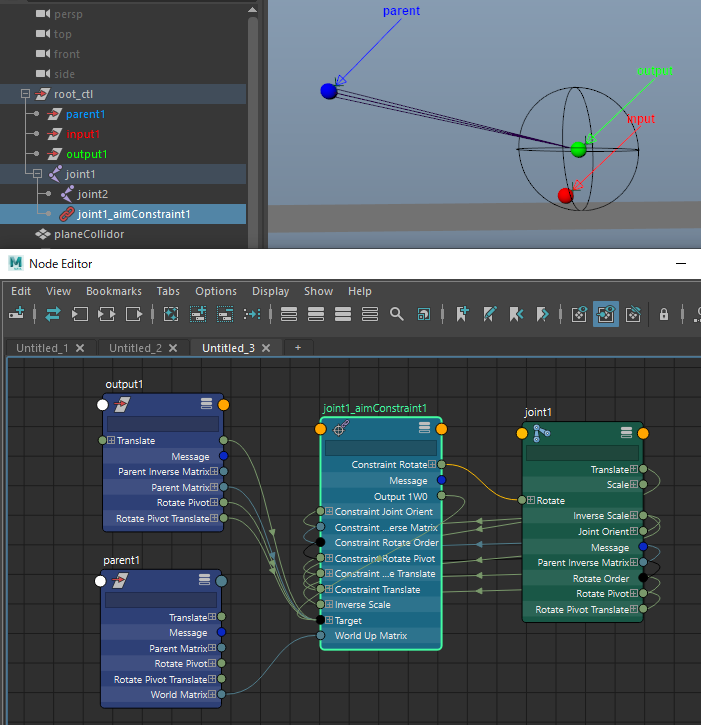 persp
top
front
side
root_ctl
parent1
input1
output1
joint1
joint2
joint1_aimConstraint1
planeCollidor
parent
output
input
M Node Editor
Edit View Bookmarks Tabs Options Display Show Help
Untitled_1 Untitled_2 Untitled_3 +
output1
Translate
Message
Parent Inverse Matrix
Parent Matrix
Rotate Pivot
Rotate Pivot Translate
parent1
Translate
Message
Parent Matrix
Rotate Pivot
Rotate Pivot Translate
World Matrix
joint1_aimConstraint1
Constraint Rotate
Message
Output 1W0
Constraint Joint Orient
Constraint ...erse Matrix
Constraint Rotate Order
Constraint Rotate Pivot
Constraint ...e Translate
Constraint Translate
Inverse Scale
Target
World Up Matrix
joint1
Translate
Scale
Rotate
Inverse Scale
Joint Orient
Message
Parent Inverse Matrix
Rotate Order
Rotate Pivot
Rotate Pivot Translate